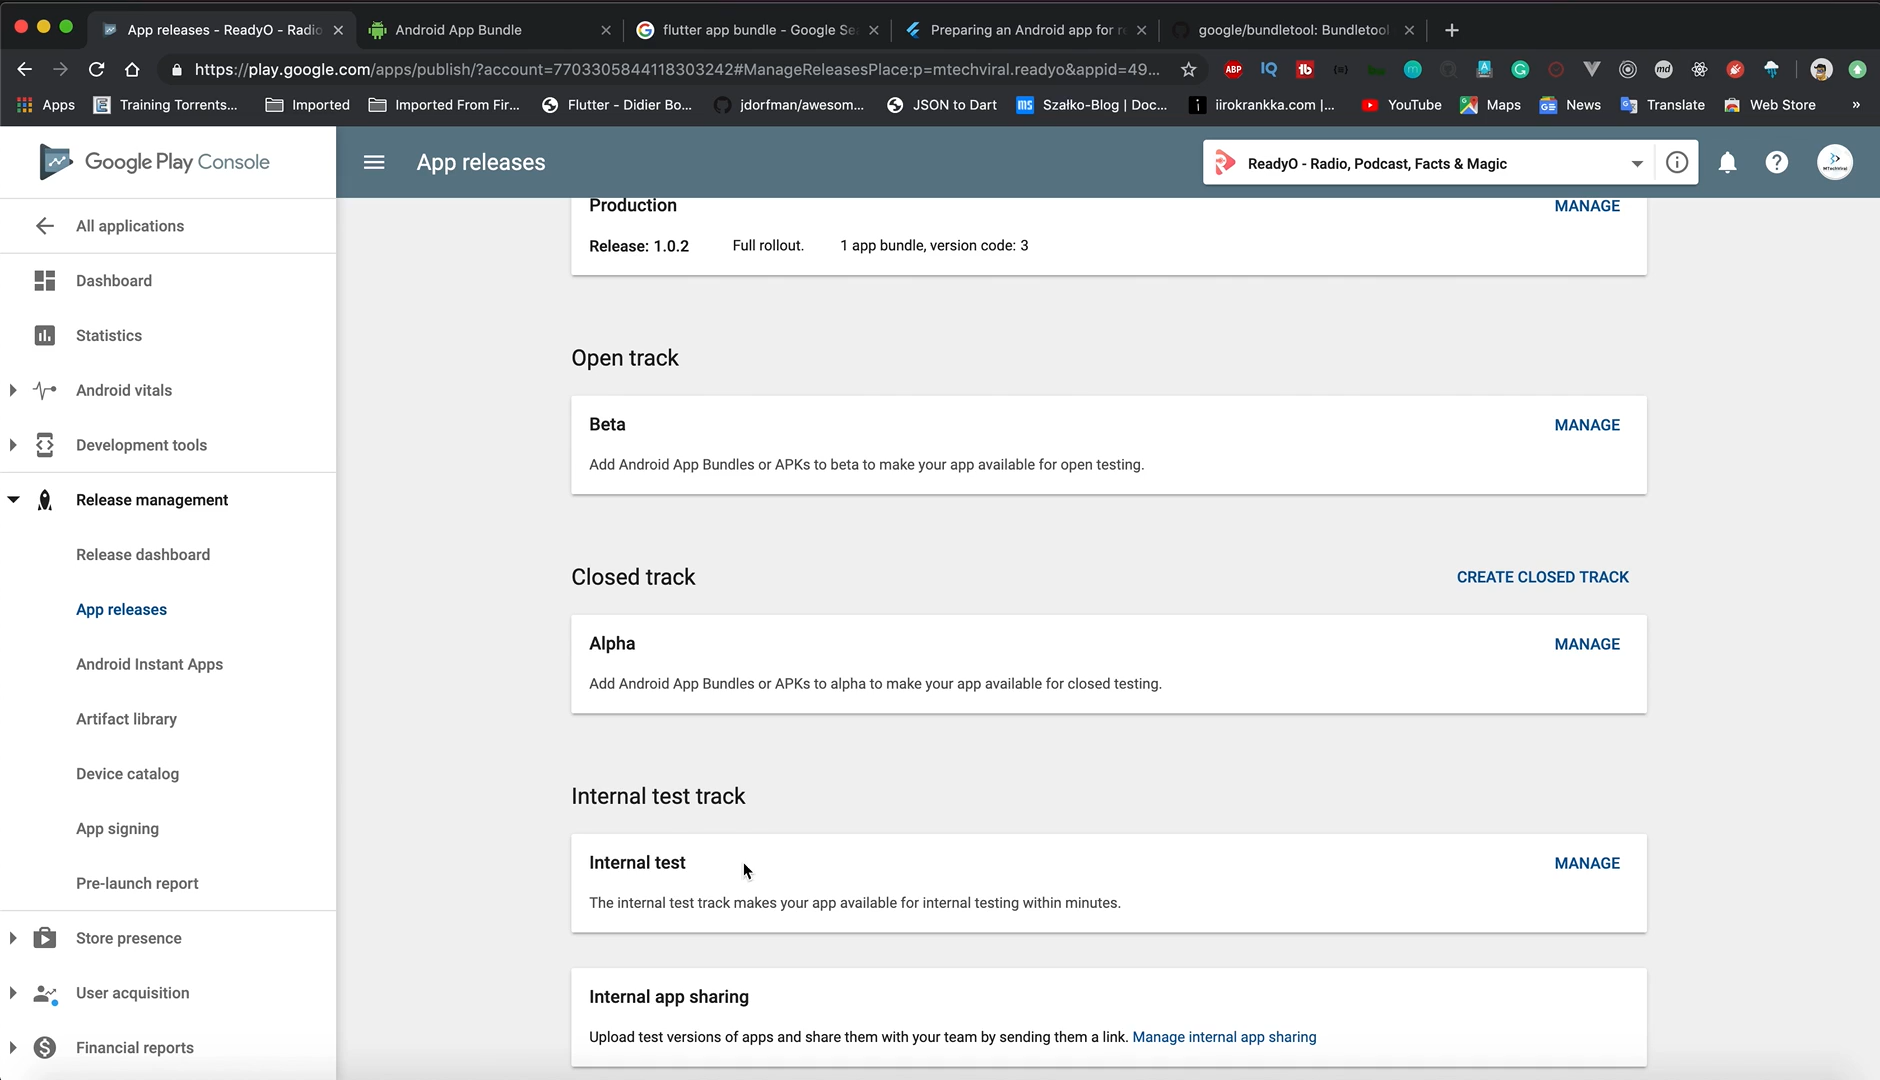 App releases - ReadyO - Radio
Android App Bundle
flutter app bundle - Google Se
Preparing an Android app for re
google/bundletool: Bundletool
https://play.google.com/apps/publish/?account=7703305844118303242#ManageReleasesPlace:p=mtechviral.readyo&appid=49...
ABP
IQ
tb
md
Apps
Training Torrents...
Imported
Imported From Fir...
Flutter - Didier Bo...
jdorfman/awesom...
JSON to Dart
ms
Szałko-Blog | Doc...
iirokrankka.com |...
YouTube
Maps
News
Translate
Web Store
»
Google Play Console
App releases
ReadyO - Radio, Podcast, Facts & Magic
All applications
Dashboard
Statistics
Android vitals
Development tools
Release management
Release dashboard
App releases
Android Instant Apps
Artifact library
Device catalog
App signing
Pre-launch report
Store presence
User acquisition
Financial reports
Production
MANAGE
Release: 1.0.2 Full rollout. 1 app bundle, version code: 3
Open track
Beta
MANAGE
Add Android App Bundles or APKs to beta to make your app available for open testing.
Closed track
CREATE CLOSED TRACK
Alpha
MANAGE
Add Android App Bundles or APKs to alpha to make your app available for closed testing.
Internal test track
Internal test
MANAGE
The internal test track makes your app available for internal testing within minutes.
Internal app sharing
Upload test versions of apps and share them with your team by sending them a link. Manage internal app sharing